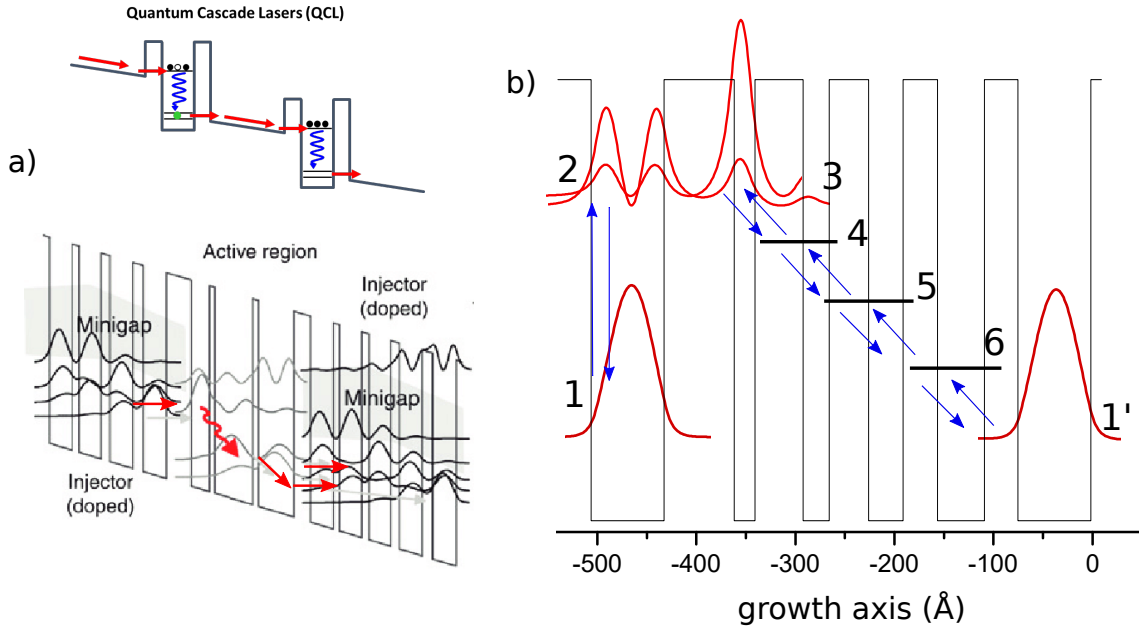 Quantum Cascade Lasers (QCL)
a)
Active region
Injector
(doped)
Minigap
Minigap
Injector
(doped)
b)
2
3
4
5
6
1
1'
-500
-400
-300
-200
-100
0
growth axis (Å)